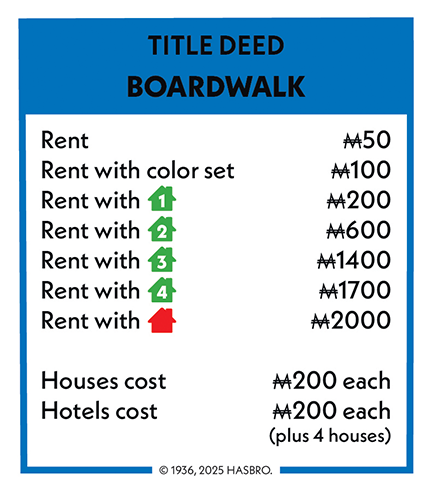 TITLE DEED
BOARDWALK
Rent ₩50
Rent with color set ₩100
Rent with 1 ₩200
Rent with 2 ₩600
Rent with 3 ₩1400
Rent with 4 ₩1700
Rent with ₩2000
Houses cost ₩200 each
Hotels cost ₩200 each
(plus 4 houses)
© 1936, 2025 HASBRO.